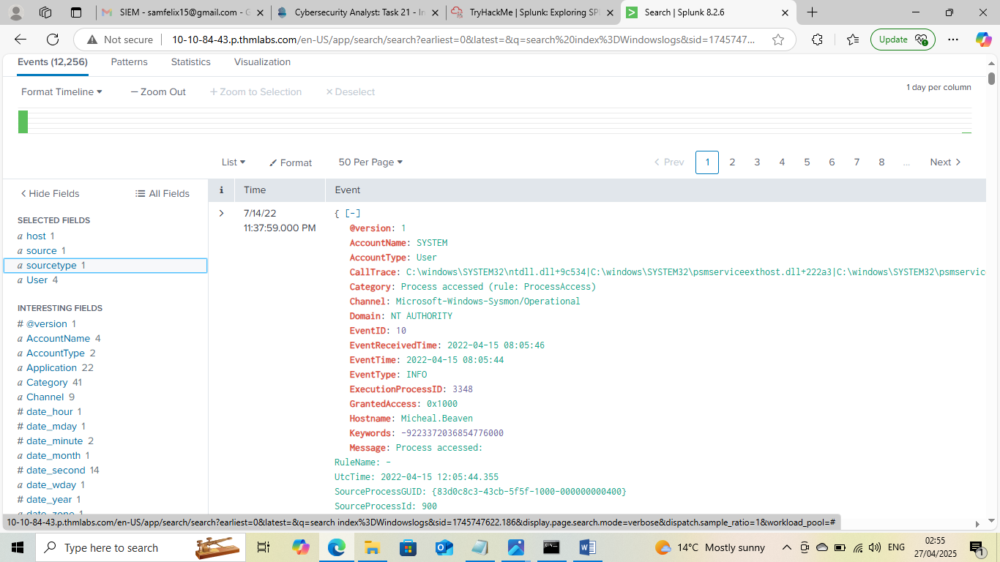 SIEM - samfelix15@gmail.com - G
Cybersecurity Analyst: Task 21 - In
TryHackMe | Splunk: Exploring SP
Search | Splunk 8.2.6
Not secure
10-10-84-43.p.thmlabs.com/en-US/app/search/search?earliest=0&latest=&q=search%20index%3DWindowslogs&sid=1745747...
Update
Events (12,256)
Patterns
Statistics
Visualization
Format Timeline
– Zoom Out
+ Zoom to Selection
× Deselect
1 day per column
List
Format
50 Per Page
< Prev
1
2
3
4
5
6
7
8
...
Next >
< Hide Fields
All Fields
i
Time
Event
SELECTED FIELDS
a host 1
a source 1
a sourcetype 1
a User 4
INTERESTING FIELDS
# @version 1
a AccountName 4
a AccountType 2
a Application 22
a Category 41
a Channel 9
# date_hour 1
# date_mday 1
# date_minute 2
a date_month 1
# date_second 14
a date_wday 1
# date_year 1
a date_zone 1
>
7/14/22
11:37:59.000 PM
{ [-]
@version: 1
AccountName: SYSTEM
AccountType: User
CallTrace: C:\windows\SYSTEM32\ntdll.dll+9c534|C:\windows\SYSTEM32\psmserviceexthost.dll+222a3|C:\windows\SYSTEM32\psmservic
Category: Process accessed (rule: ProcessAccess)
Channel: Microsoft-Windows-Sysmon/Operational
Domain: NT AUTHORITY
EventID: 10
EventReceivedTime: 2022-04-15 08:05:46
EventTime: 2022-04-15 08:05:44
EventType: INFO
ExecutionProcessID: 3348
GrantedAccess: 0x1000
Hostname: Micheal.Beaven
Keywords: -9223372036854776000
Message: Process accessed:
RuleName: -
UtcTime: 2022-04-15 12:05:44.355
SourceProcessGUID: {83d0c8c3-43cb-5f5f-1000-000000000400}
SourceProcessId: 900
10-10-84-43.p.thmlabs.com/en-US/app/search/search?earliest=0&latest=&q=search index%3DWindowslogs&sid=1745747622.186&display.page.search.mode=verbose&dispatch.sample_ratio=1&workload_pool=#
Type here to search
14°C Mostly sunny
ENG
02:55
27/04/2025
1